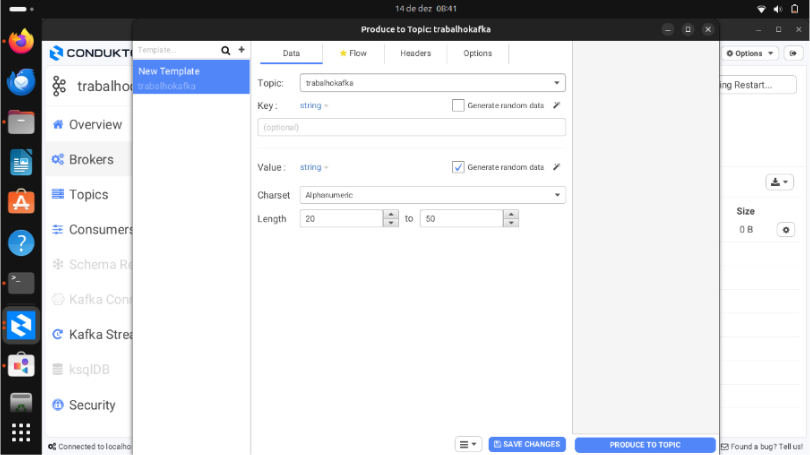 14 de dez 08:41
Produce to Topic: trabalhokafka
CONDUKT
trabalho
Overview
Brokers
Topics
Consumers
Schema Re
Kafka Conn
Kafka Strea
ksqlDB
Security
Connected to localho
Template...
New Template
trabalhokafka
Data
Flow
Headers
Options
Topic: trabalhokafka
Key: string Generate random data
(optional)
Value: string Generate random data
Charset Alphanumeric
Length 20 to 50
SAVE CHANGES
PRODUCE TO TOPIC
Options
ng Restart...
Size
0 B
Found a bug? Tell us!